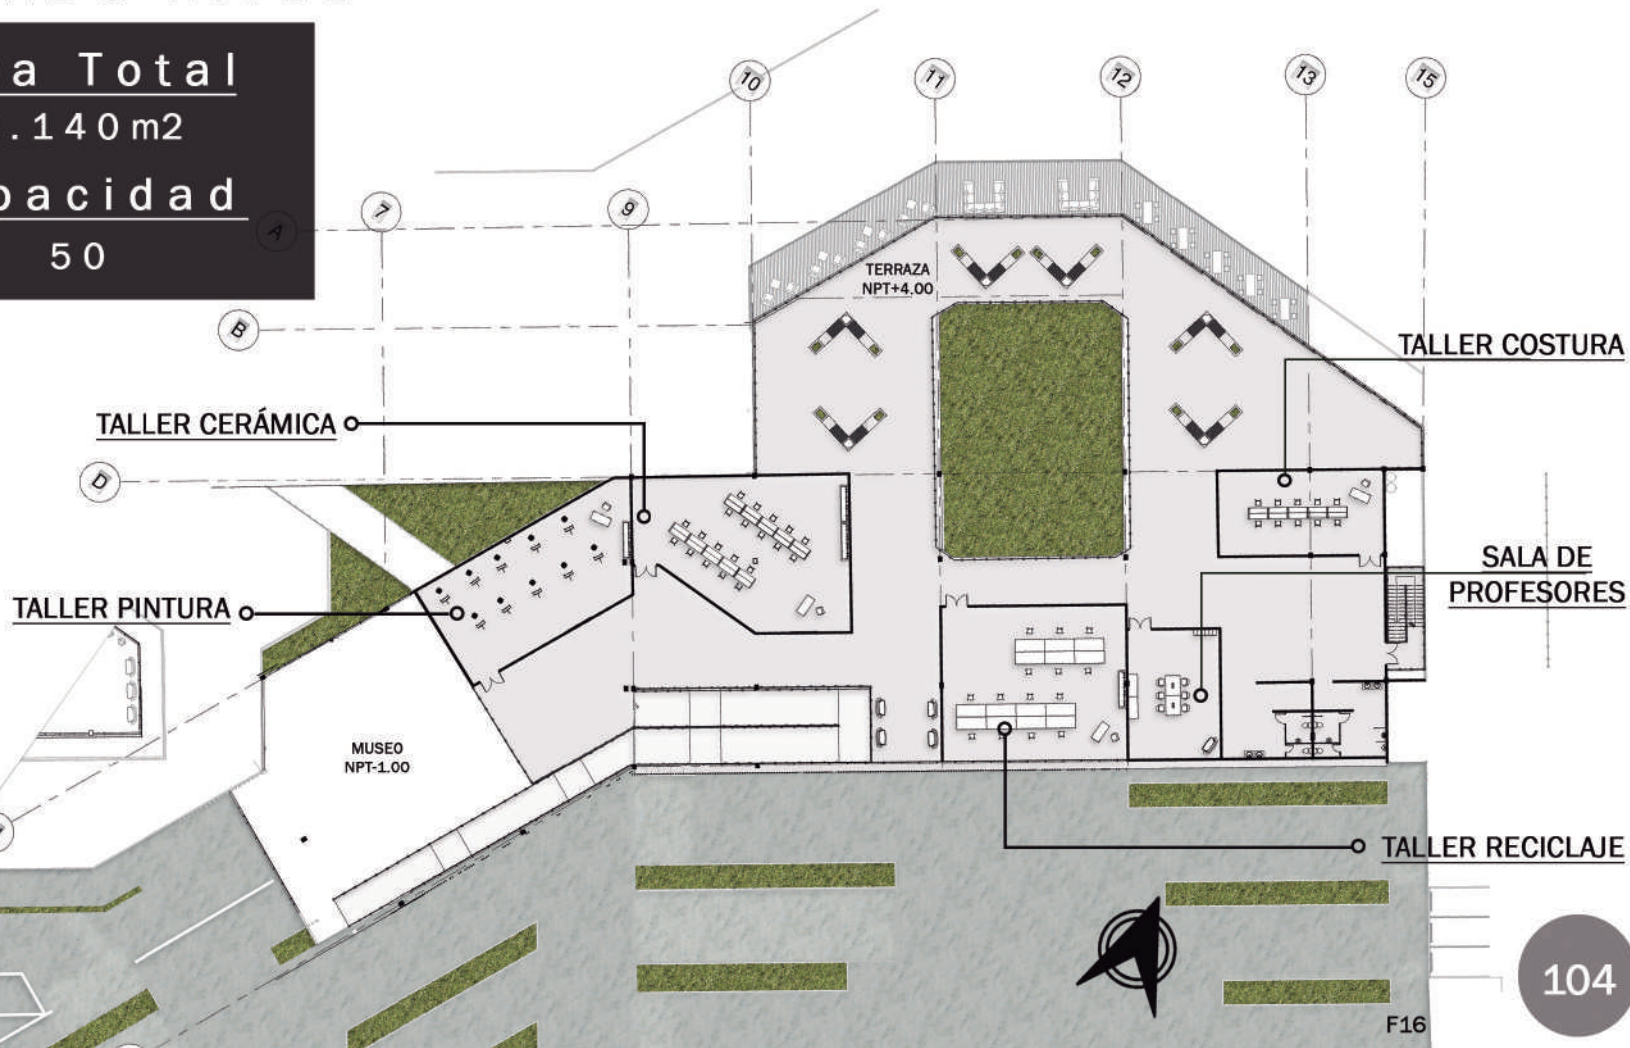 a Total
.140m2
pacidad
50
10
11
12
13
15
7
9
A
B
D
TERRAZA
NPT+4.00
TALLER COSTURA
TALLER CERÁMICA
SALA DE
PROFESORES
TALLER PINTURA
MUSEO
NPT-1.00
TALLER RECICLAJE
104
F16